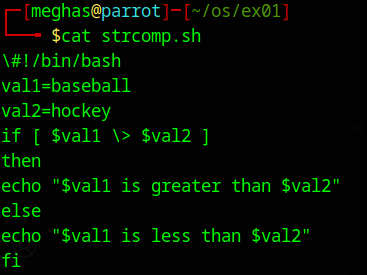 ┌─[meghas@parrot]─[~/os/ex01]
└──╼ $cat strcomp.sh
\#!/bin/bash
val1=baseball
val2=hockey
if [ $val1 \> $val2 ]
then
echo "$val1 is greater than $val2"
else
echo "$val1 is less than $val2"
fi